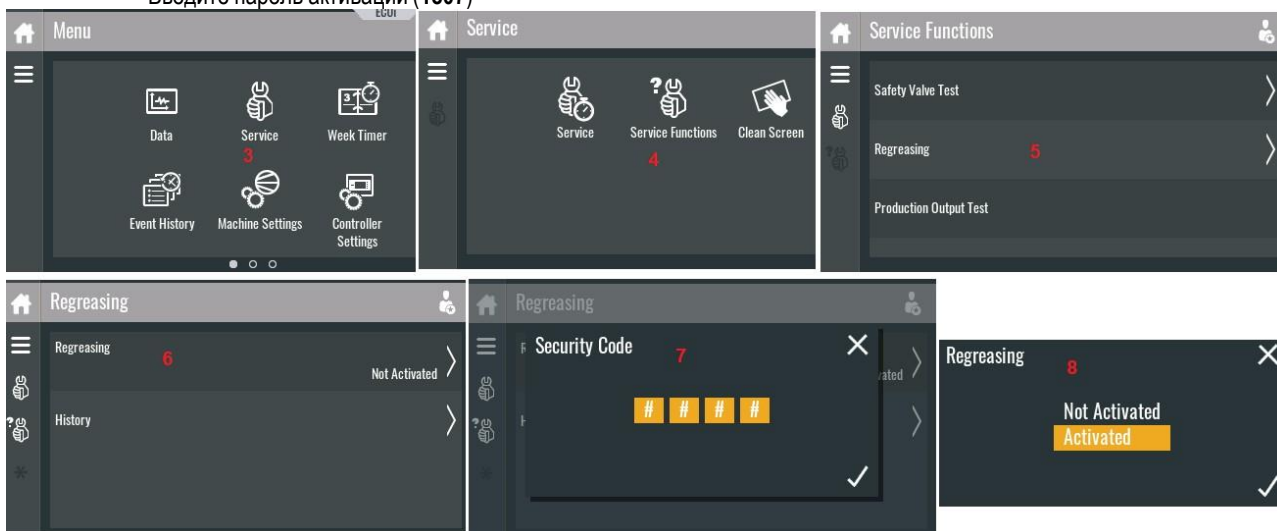 Вводите пароль активации (1507)
EGUI
Menu
Data
Service
Week Timer
3
Event History
Machine Settings
Controller
Settings
Service
Service
Service Functions
Clean Screen
4
Service Functions
Safety Valve Test
Regreasing
5
Production Output Test
Regreasing
Regreasing
6
Not Activated
History
Regreasing
Security Code
7
# # # #
Regreasing
8
Not Activated
Activated